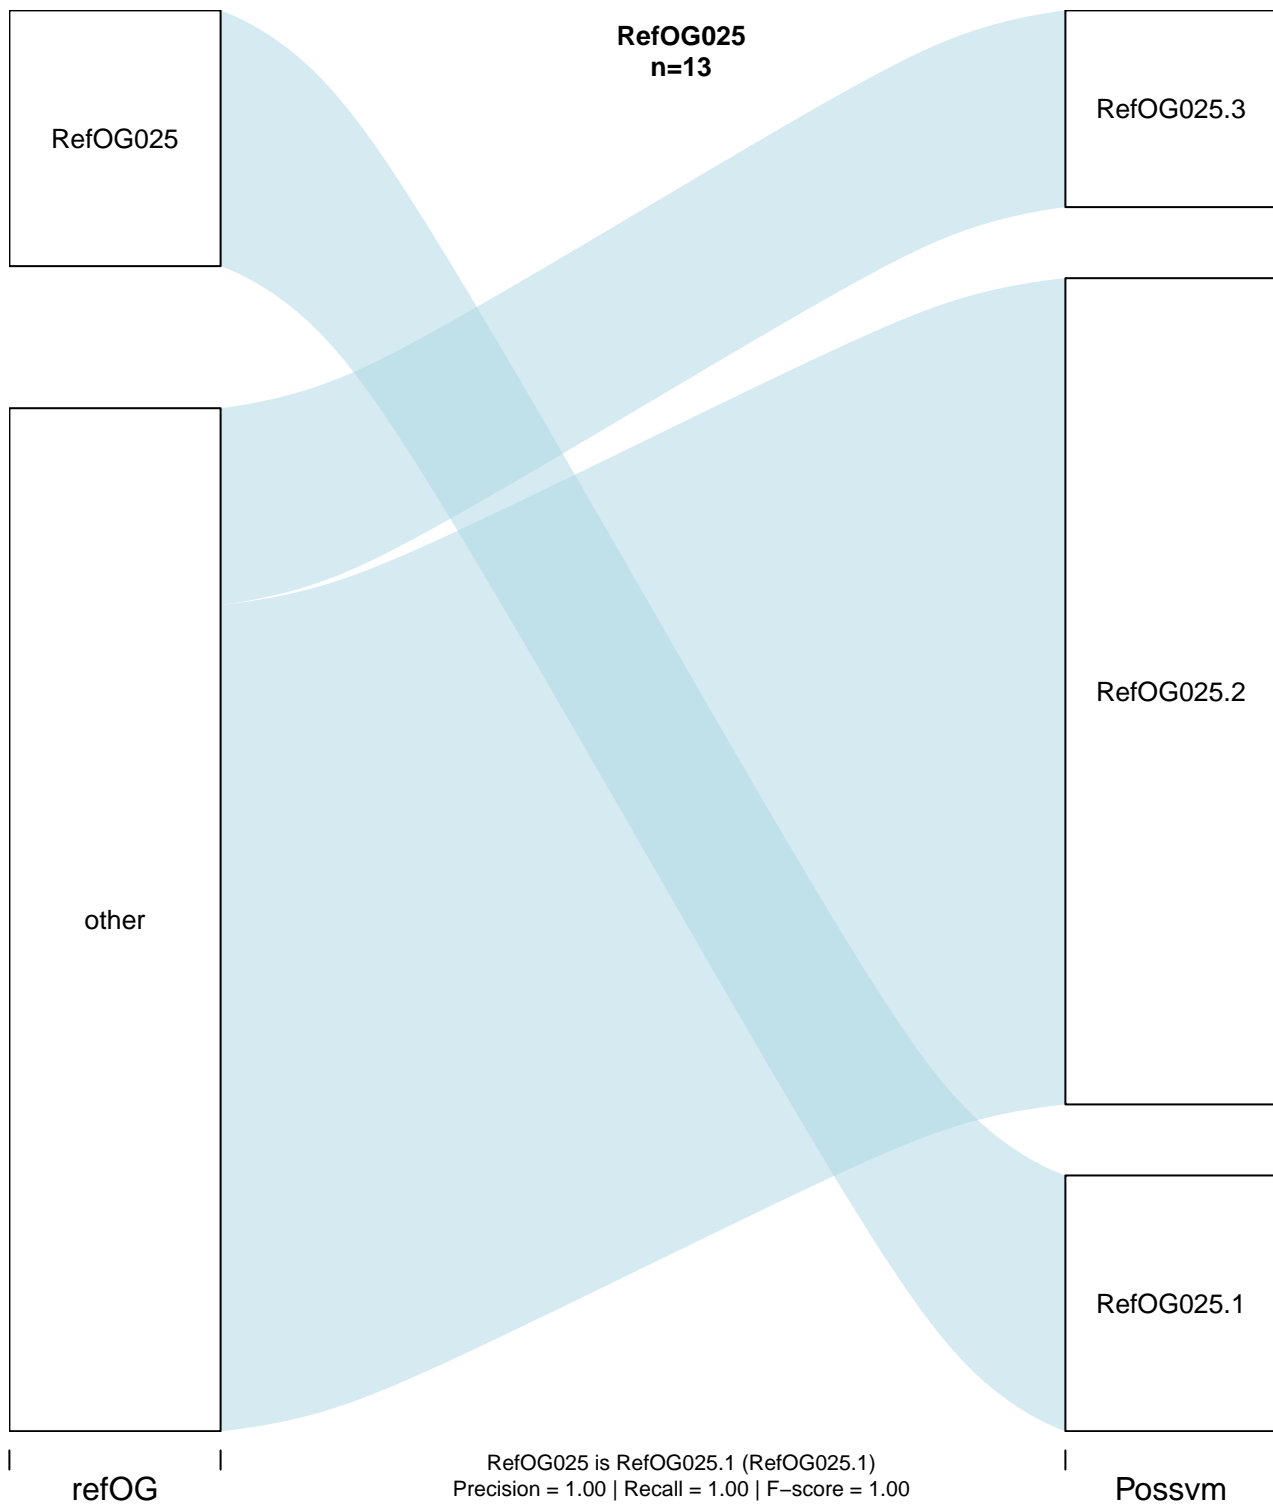 RefOG025
n=13
RefOG025
RefOG025.3
RefOG025.2
other
RefOG025.1
RefOG025 is RefOG025.1 (RefOG025.1)
Precision = 1.00 | Recall = 1.00 | F−score = 1.00
refOG
Possvm